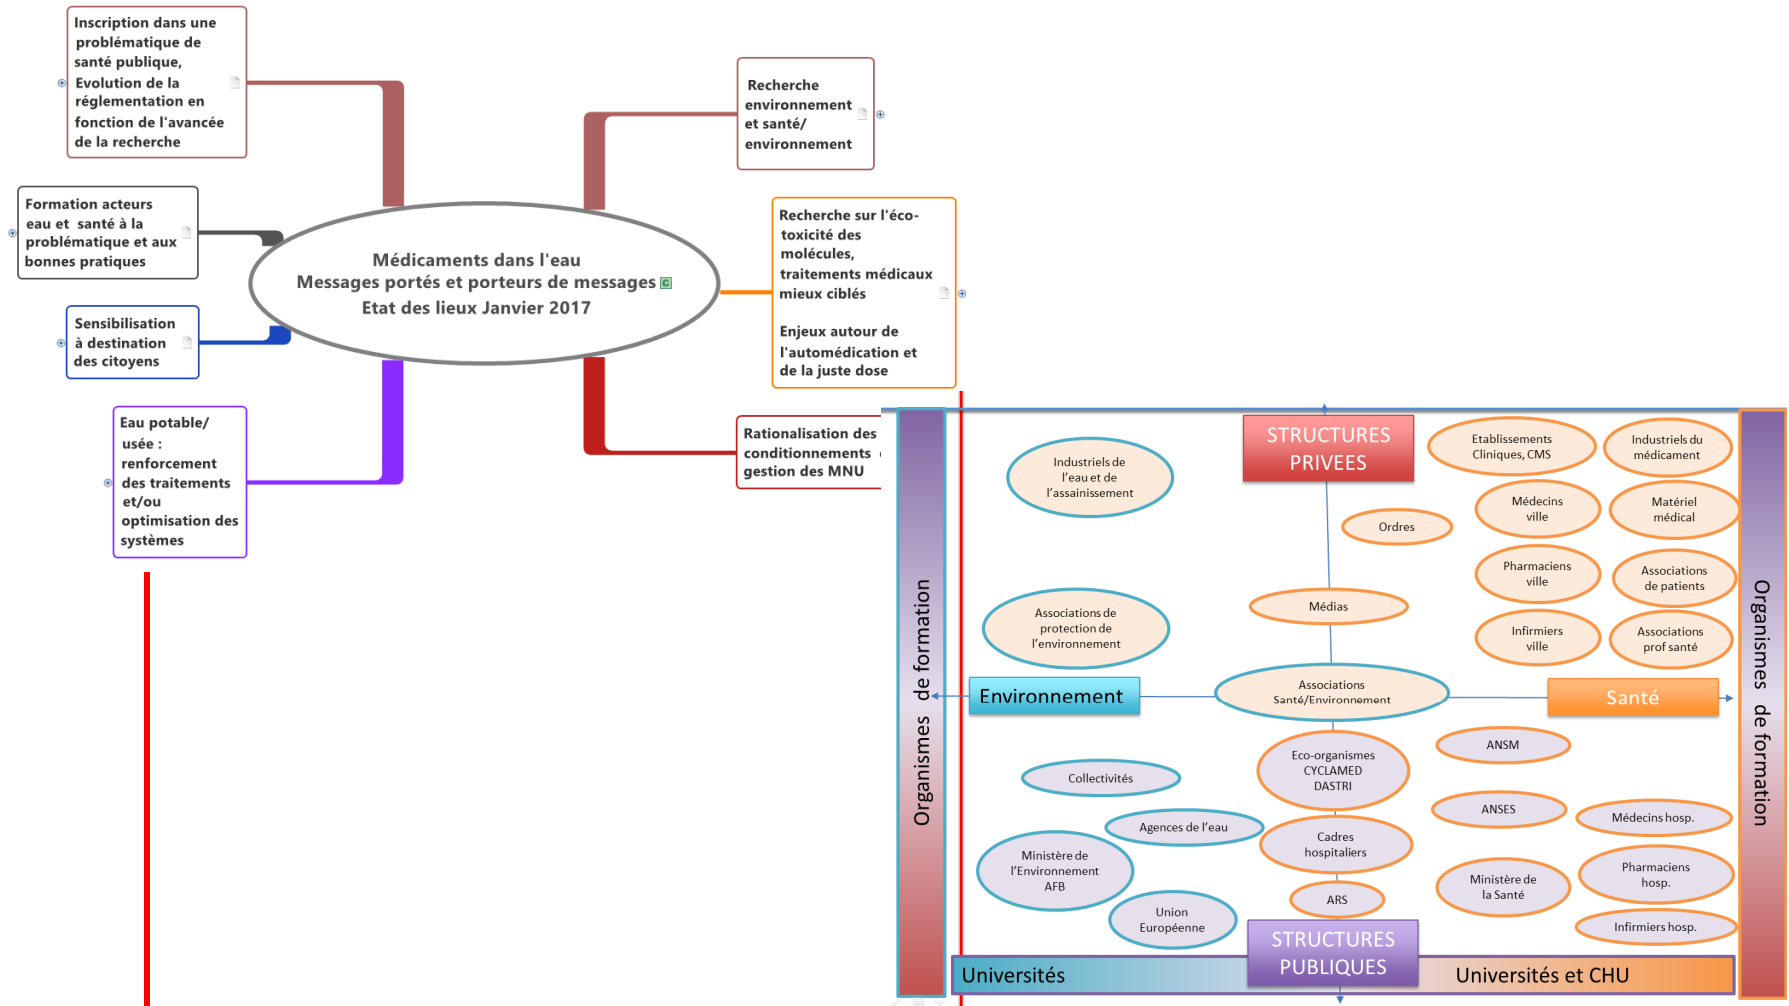 Inscription dans une
problématique de
santé publique,
Evolution de la
réglementation en
fonction de l'avancée
de la recherche
Recherche
environnement
et santé/
environnement
Formation acteurs
eau et santé à la
problématique et aux
bonnes pratiques
Médicaments dans l'eau
Messages portés et porteurs de messages
C
Etat des lieux Janvier 2017
Recherche sur l'éco-
toxicité des
molécules,
traitements médicaux
mieux ciblés
Enjeux autour de
l'automédication et
de la juste dose
Sensibilisation
à destination
des citoyens
Eau potable/
usée :
renforcement
des traitements
et/ou
optimisation des
systèmes
Rationalisation des
conditionnements
gestion des MNU
Organismes de formation
STRUCTURES
PRIVEES
Industriels de
l'eau et de
l'assainissement
Etablissements
Cliniques, CMS
Industriels du
médicament
Médecins
ville
Matériel
médical
Ordres
Pharmaciens
ville
Associations
de patients
Médias
Associations de
protection de
l'environnement
Infirmiers
ville
Associations
prof santé
Environnement
Associations
Santé/Environnement
Santé
Organismes de formation
Collectivités
Eco-organismes
CYCLAMED
DASTRI
ANSM
ANSES
Agences de l'eau
Cadres
hospitaliers
Médecins hosp.
Ministère de
l'Environnement
AFB
Ministère de
la Santé
Pharmaciens
hosp.
ARS
Union
Européenne
Infirmiers hosp.
STRUCTURES
PUBLIQUES
Universités
Universités et CHU